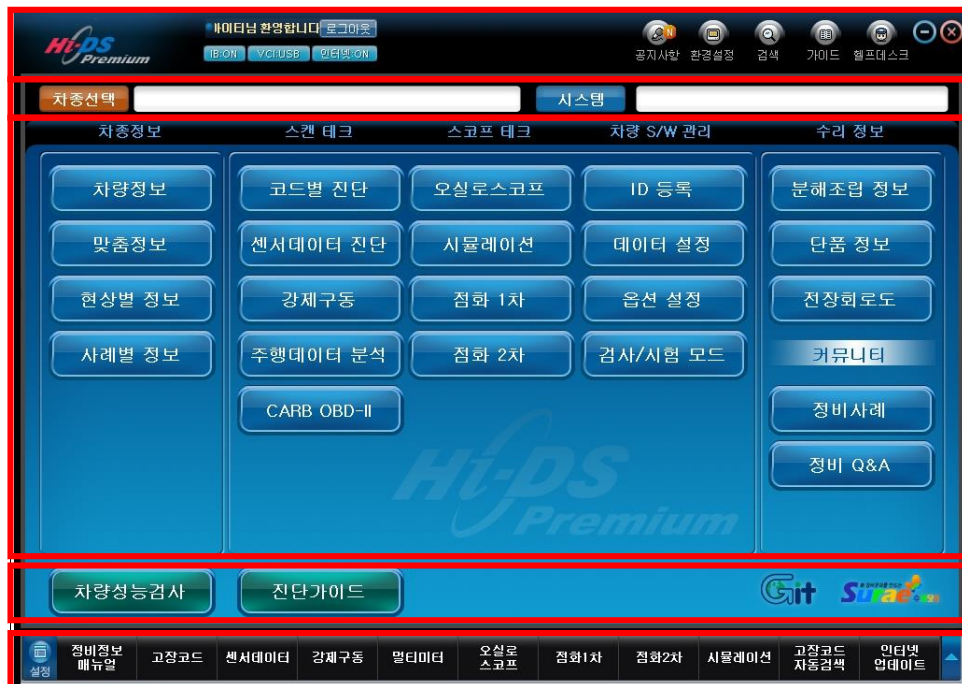 Hi-DS Premium
아이티님 환영합니다 로그아웃
IB:ON VCI:USB 인터넷:ON
공지사항 환경설정 검색 가이드 헬프데스크
N
차종선택 시스템
차종정보 스캔 테크 스코프 테크 차량 S/W 관리 수리 정보
차량정보 코드별 진단 오실로스코프 ID 등록 분해조립 정보
맞춤정보 센서데이터 진단 시뮬레이션 데이터 설정 단품 정보
현상별 정보 강제구동 점화 1차 옵션 설정 전장회로도
사례별 정보 주행데이터 분석 점화 2차 검사/시험 모드 커뮤니티
CARB OBD-II 정비사례
정비 Q&A
Hi-DS
Premium
차량성능검사 진단가이드 Git Surae
설정 정비정보 매뉴얼 고장코드 센서데이터 강제구동 멀티미터 오실로 스코프 점화1차 점화2차 시뮬레이션 고장코드 자동검색 인터넷 업데이트